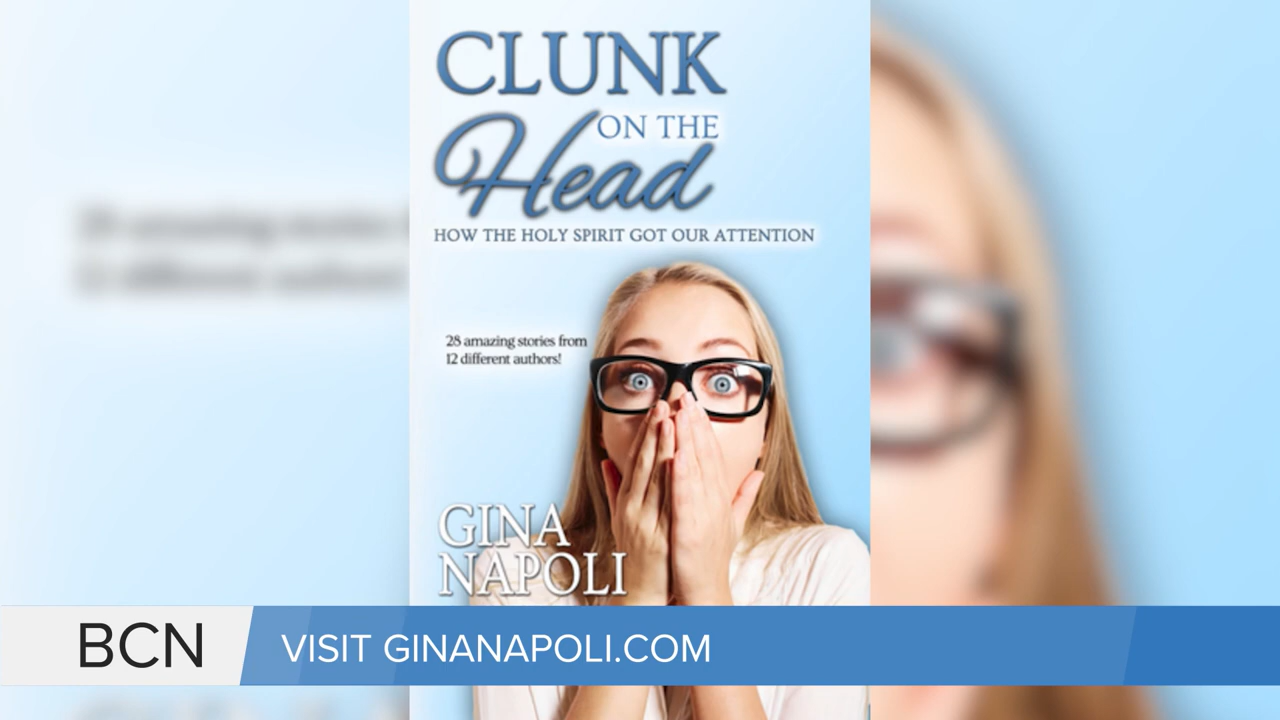 CLUNK
ON THE
Head
HOW THE HOLY SPIRIT GOT OUR ATTENTION
28 amazing stories from
12 different authors!
GINA
NAPOLI
BCN
VISIT GINANAPOLI.COM